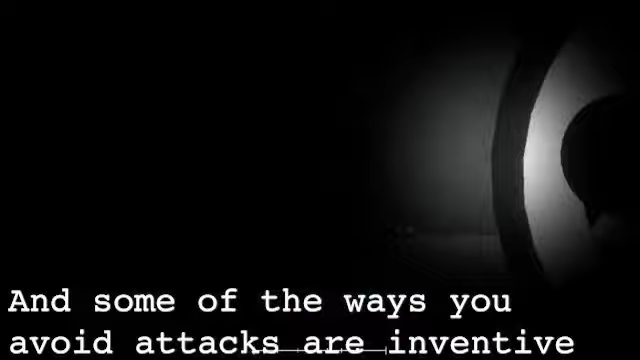 And some of the ways you
avoid attacks are inventive